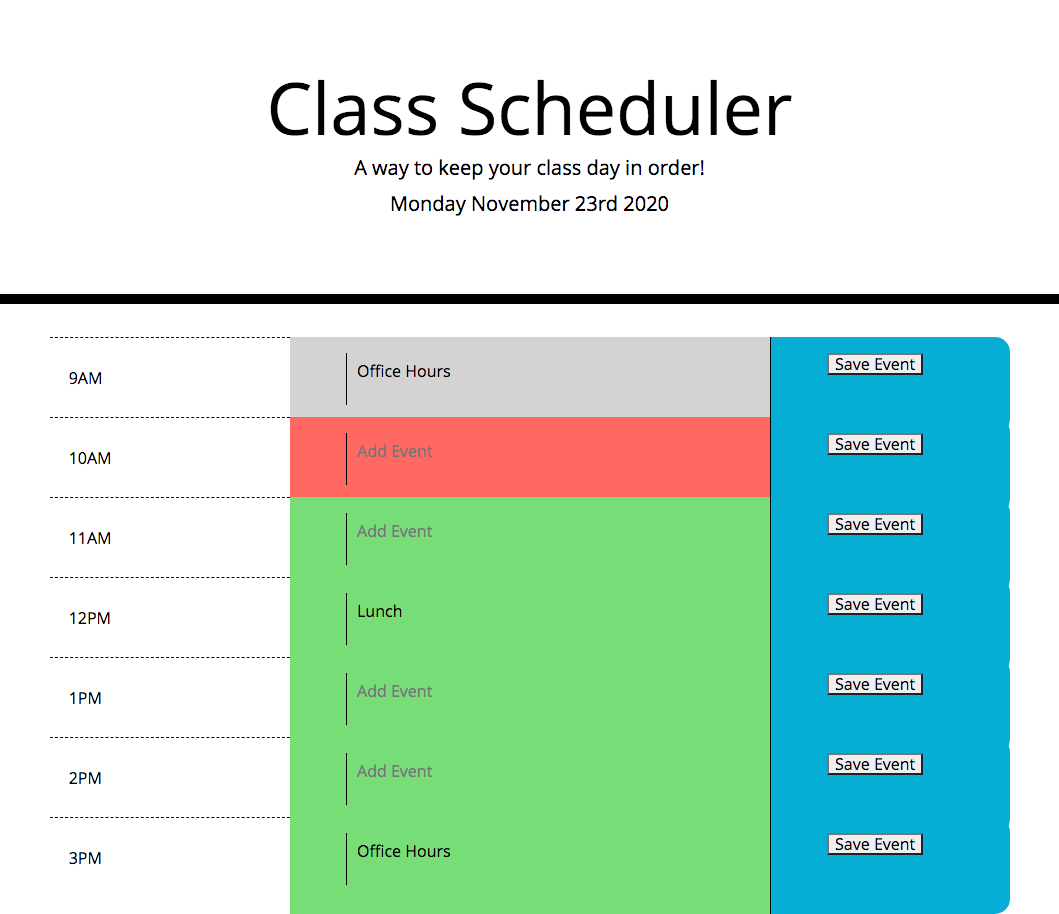 Class Scheduler
A way to keep your class day in order!
Monday November 23rd 2020
9AM Office Hours Save Event
10AM Add Event Save Event
11AM Add Event Save Event
12PM Lunch Save Event
1PM Add Event Save Event
2PM Add Event Save Event
3PM Office Hours Save Event